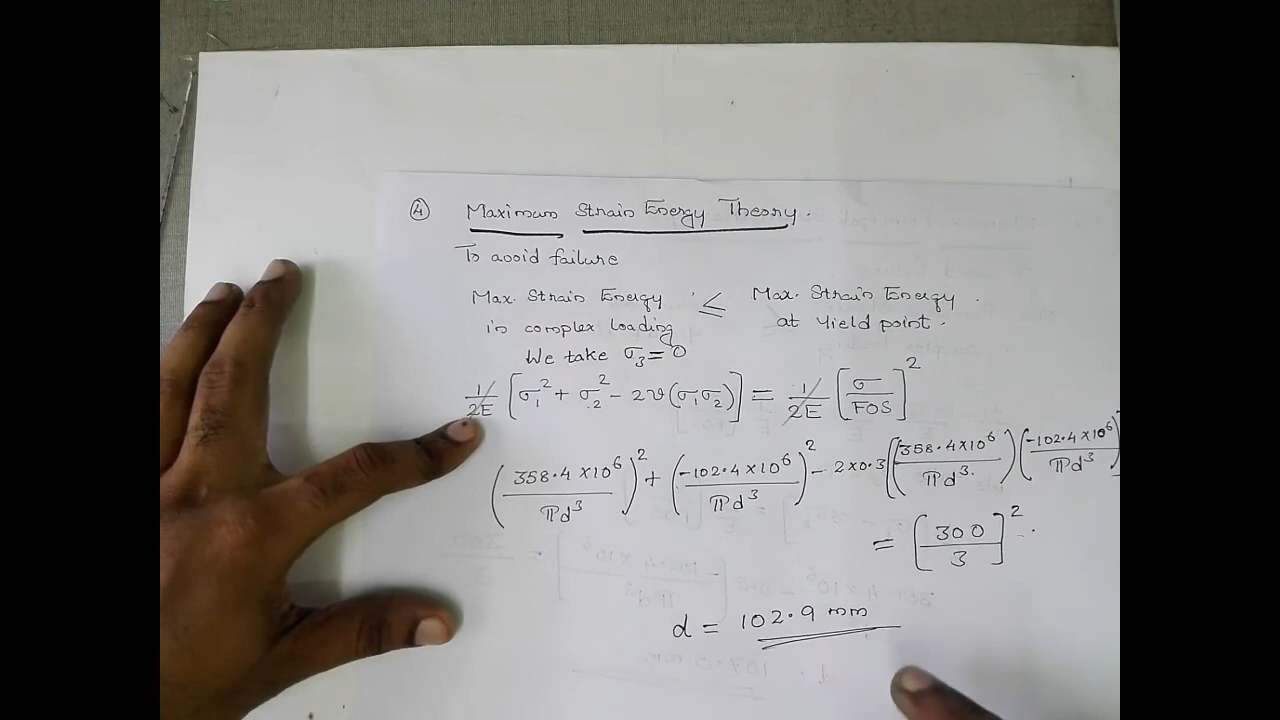 ④ Maximum Strain Energy Theory.
To avoid failure
Max. Strain Energy ≤ Max. Strain Energy.
in complex loading at Yield point.
We take σ₃ = 0
1/2E [σ₁² + σ₂² - 2ν(σ₁σ₂)] = 1/2E [σ/FOS]²
(358.4 × 10⁶/πd³)² + (-102.4 × 10⁶/πd³)² - 2×0.3((358.4×10⁶/πd³)(-102.4×10⁶/πd³)
= [300/3]².
d = 102.9 mm